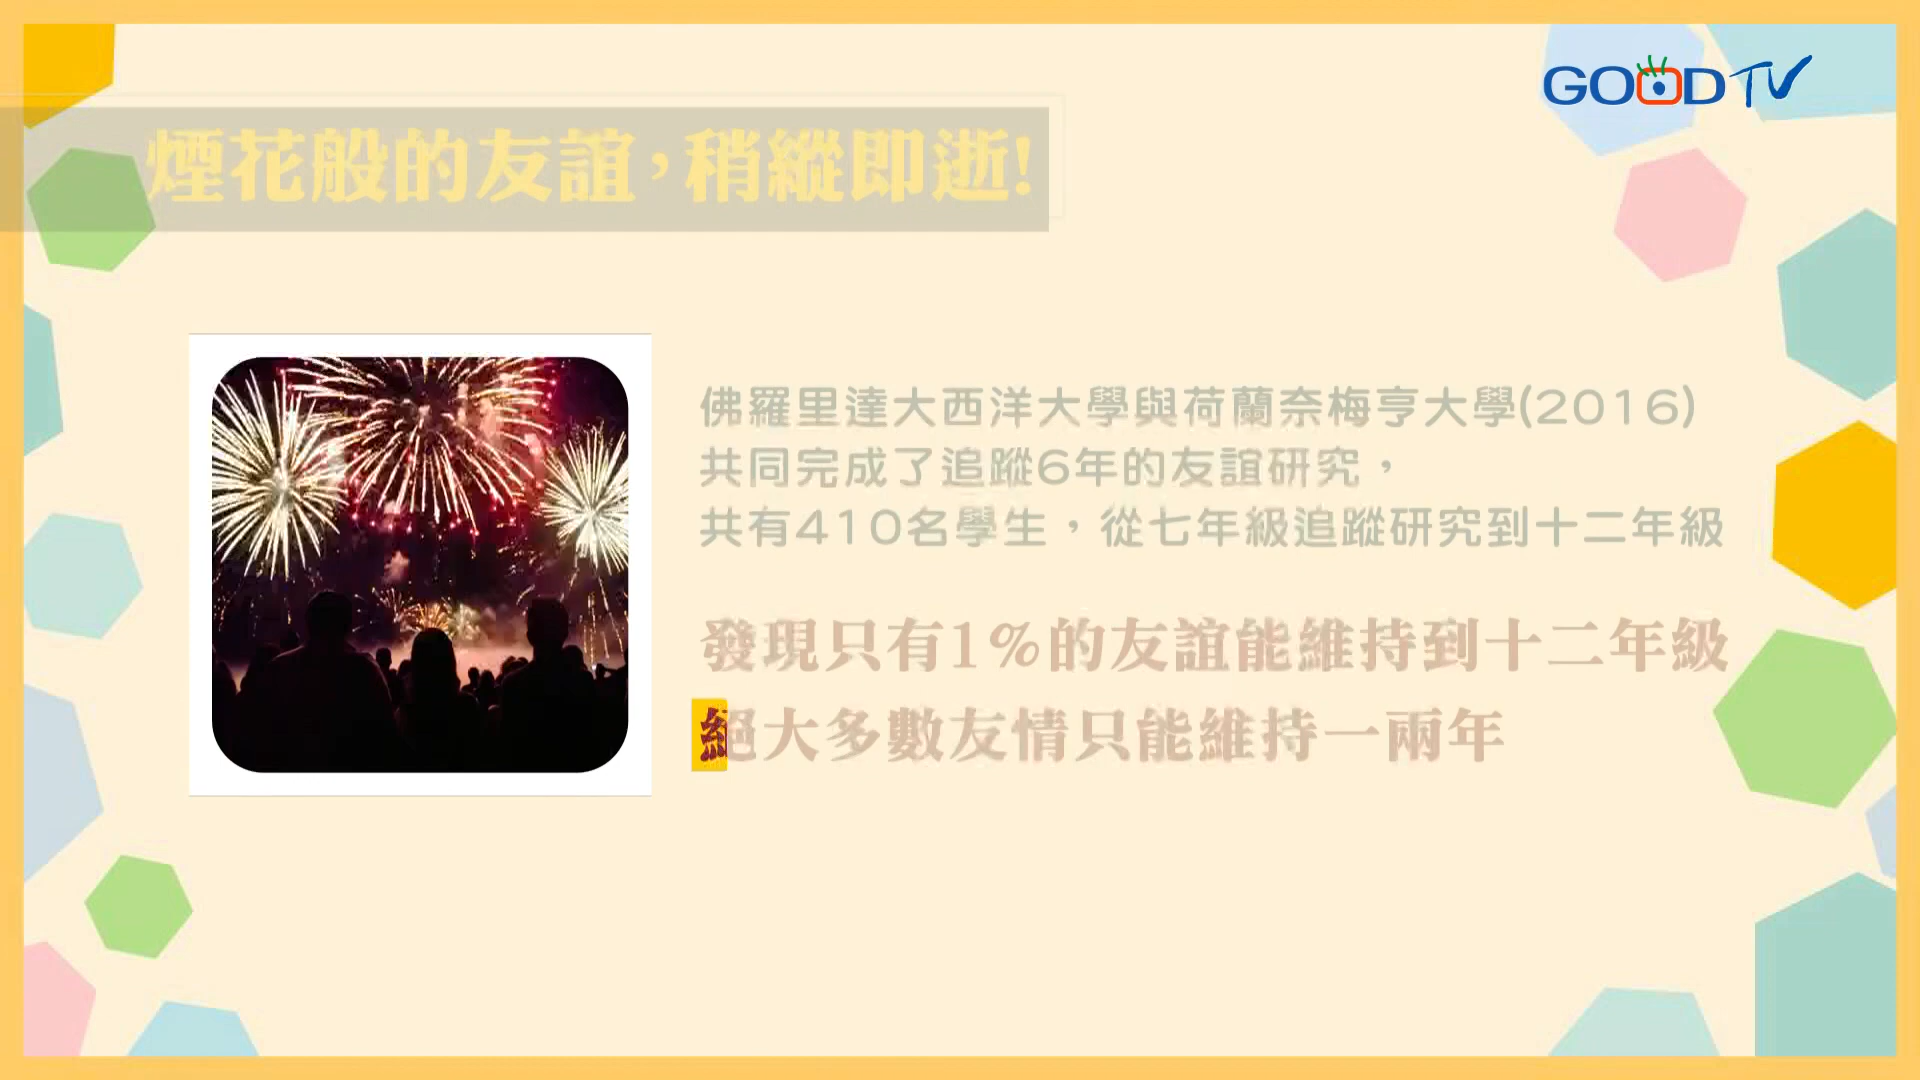 GOODTV
煙花般的友誼,稍縱即逝!
佛羅里達大西洋大學與荷蘭奈梅亨大學(2016)
共同完成了追蹤6年的友誼研究，
共有410名學生，從七年級追蹤研究到十二年級
發現只有1%的友誼能維持到十二年級
絕大多數友情只能維持一兩年